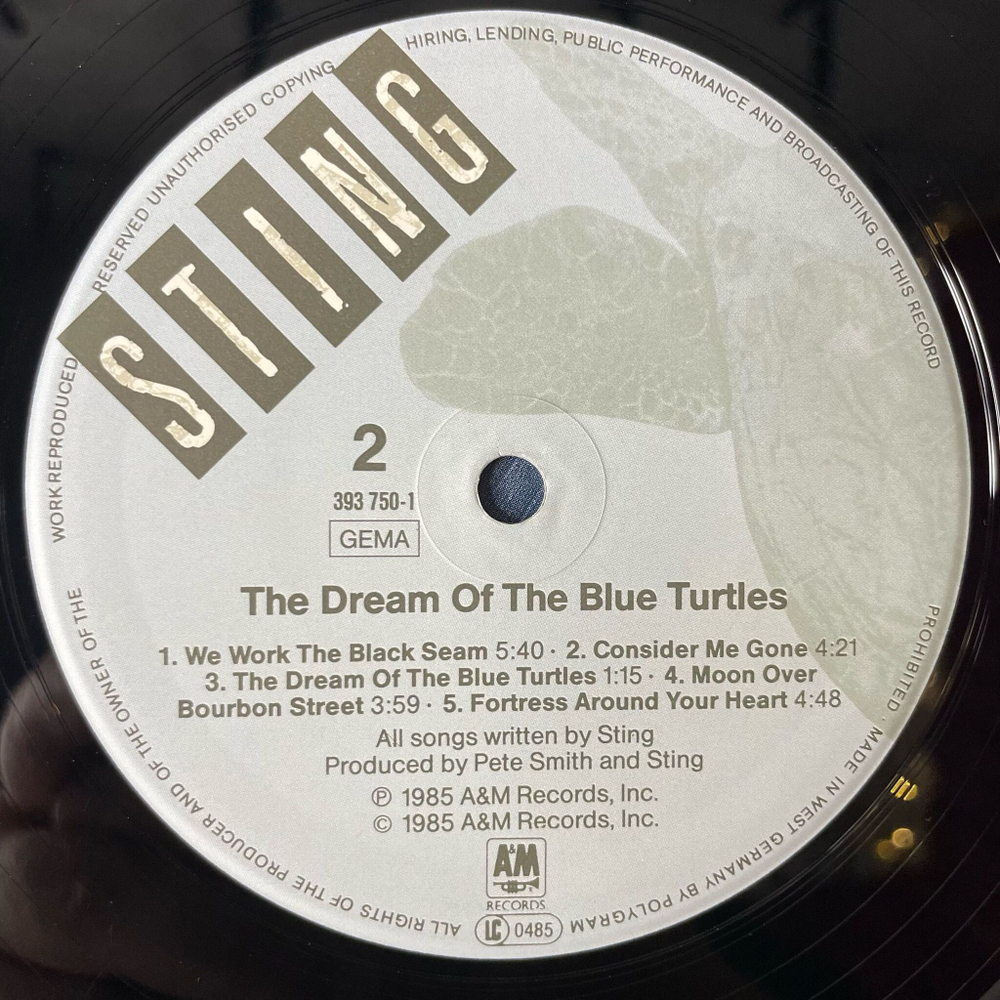 STING
ALL RIGHTS OF THE PRODUCER AND OF THE OWNER OF THE WORK REPRODUCED RESERVED UNAUTHORISED COPYING, HIRING, LENDING, PUBLIC PERFORMANCE AND BROADCASTING OF THIS RECORD PROHIBITED · MADE IN WEST GERMANY BY POLYGRAM
2
393 750-1
GEMA
The Dream Of The Blue Turtles
1. We Work The Black Seam 5:40 · 2. Consider Me Gone 4:21
3. The Dream Of The Blue Turtles 1:15 · 4. Moon Over
Bourbon Street 3:59 · 5. Fortress Around Your Heart 4:48
All songs written by Sting
Produced by Pete Smith and Sting
℗ 1985 A&M Records, Inc.
© 1985 A&M Records, Inc.
A&M
RECORDS
LC 0485